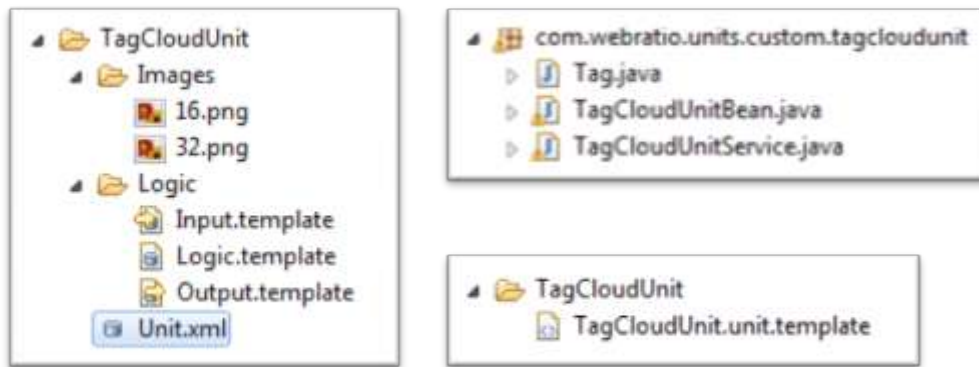 TagCloudUnit
Images
16.png
32.png
Logic
Input.template
Logic.template
Output.template
Unit.xml
com.webratio.units.custom.tagcloudunit
Tag.java
TagCloudUnitBean.java
TagCloudUnitService.java
TagCloudUnit
TagCloudUnit.unit.template